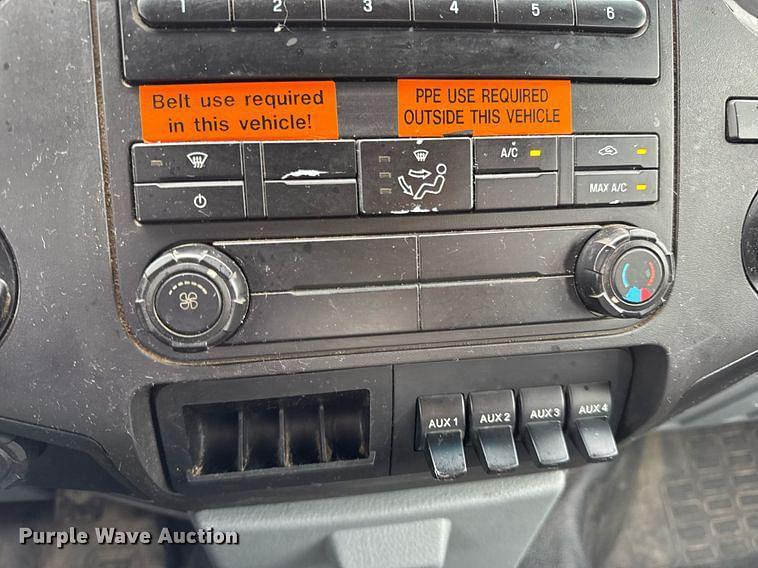 1 2 3 4 5 6
Belt use required
in this vehicle!
PPE USE REQUIRED
OUTSIDE THIS VEHICLE
A/C
MAX A/C
AUX 1 AUX 2 AUX 3 AUX 4
Purple Wave Auction